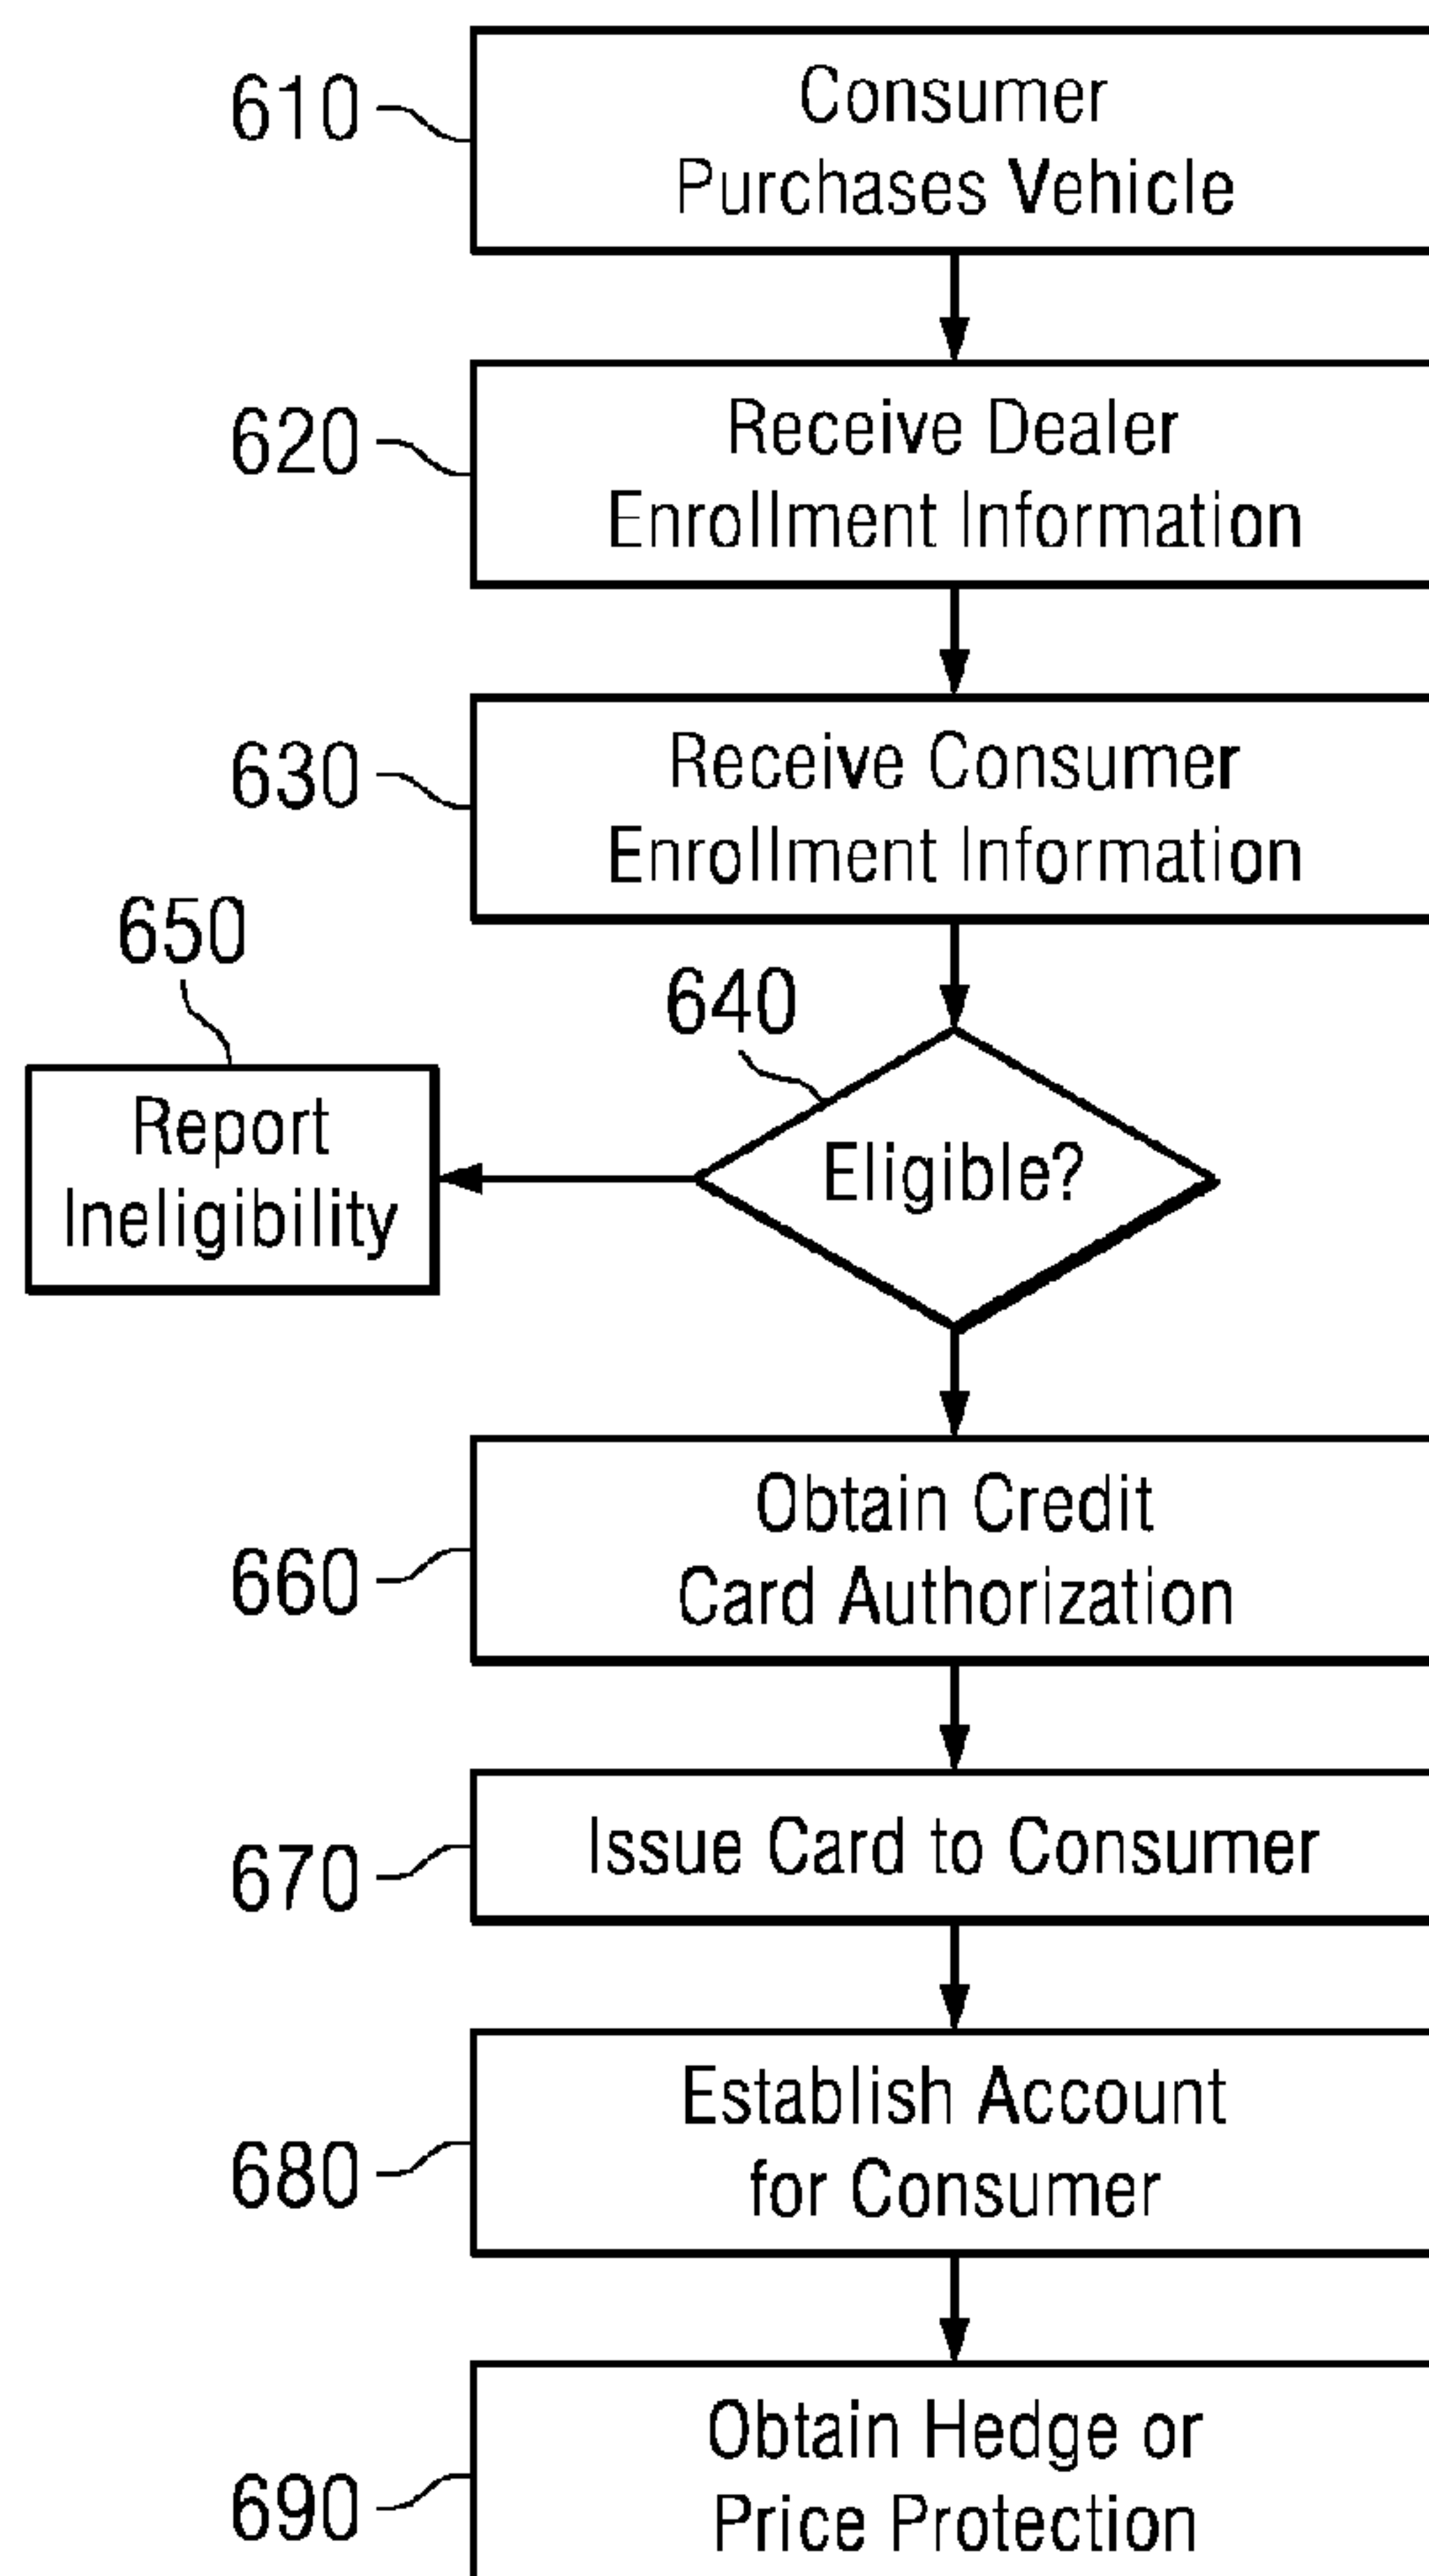 610
Consumer
Purchases Vehicle
620
Receive Dealer
Enrollment Information
630
Receive Consumer
Enrollment Information
650
640
Report
Ineligibility
Eligible?
660
Obtain Credit
Card Authorization
670
Issue Card to Consumer
680
Establish Account
for Consumer
690
Obtain Hedge or
Price Protection